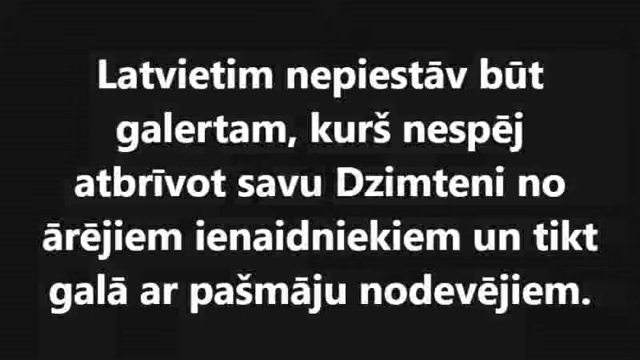 Latvietim nepiestāv būt
galertam, kurš nespēj
atbrīvot savu Dzimteni no
ārējiem ienaidniekiem un tikt
galā ar pašmāju nodevējiem.